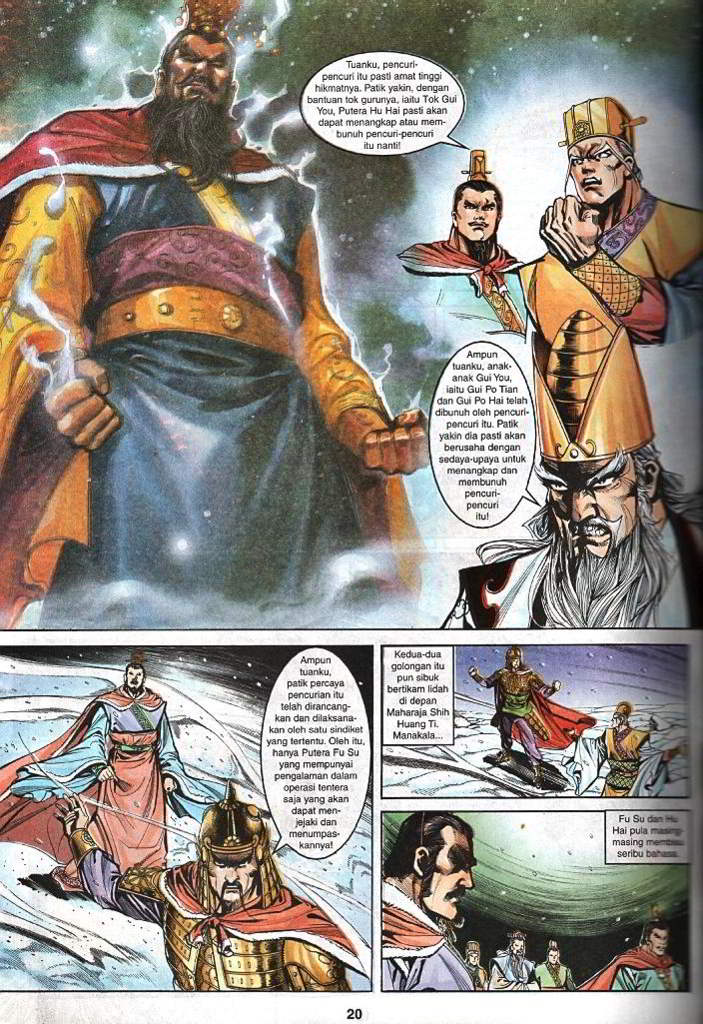 Tuanku, pencuri-
pencuri itu pasti amat tinggi
hikmatnya. Patik yakin, dengan
bantuan tok gurunya, iaitu Tok Gui
You, Putera Hu Hai pasti akan
dapat menangkap atau mem-
bunuh pencuri-pencuri
itu nanti!
Ampun
tuanku, anak-
anak Gui You,
iaitu Gui Po Tian
dan Gui Po Hai telah
dibunuh oleh pencuri-
pencuri itu. Patik
yakin dia pasti akan
berusaha dengan
sedaya-upaya untuk
menangkap dan
membunuh
pencuri-
pencuri
itu!
Ampun
tuanku,
patik percaya
pencurian itu
telah dirancang-
kan dan dilaksana-
kan oleh satu sindiket
yang tertentu. Oleh itu,
hanya Putera Fu Su
yang mempunyai
pengalaman dalam
operasi tentera
saja yang akan
dapat men-
jejaki dan
menumpas-
kannya!
Kedua-dua
golongan itu
pun sibuk
bertikam lidah
di depan
Maharaja Shih
Huang Ti.
Manakala...
Fu Su dan Hu
Hai pula masing-
masing membisu
seribu bahasa.
20